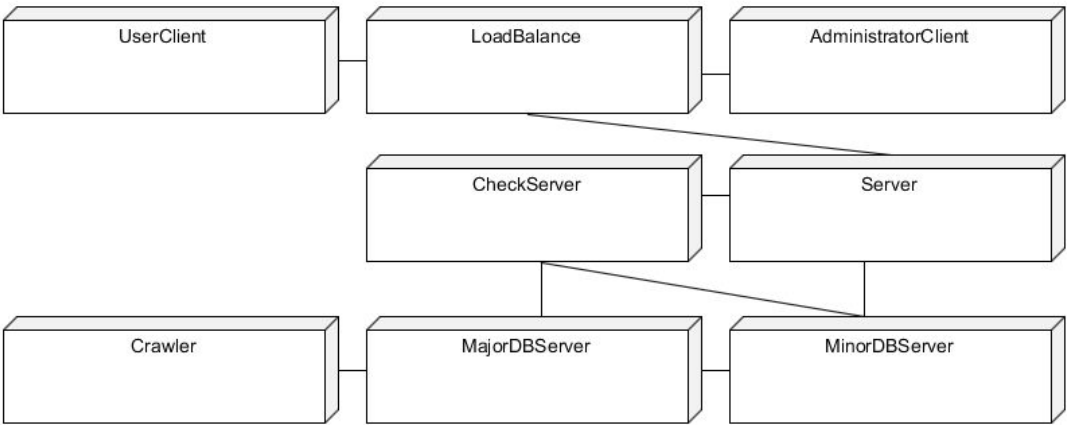 UserClient
LoadBalance
AdministratorClient
CheckServer
Server
Crawler
MajorDBServer
MinorDBServer